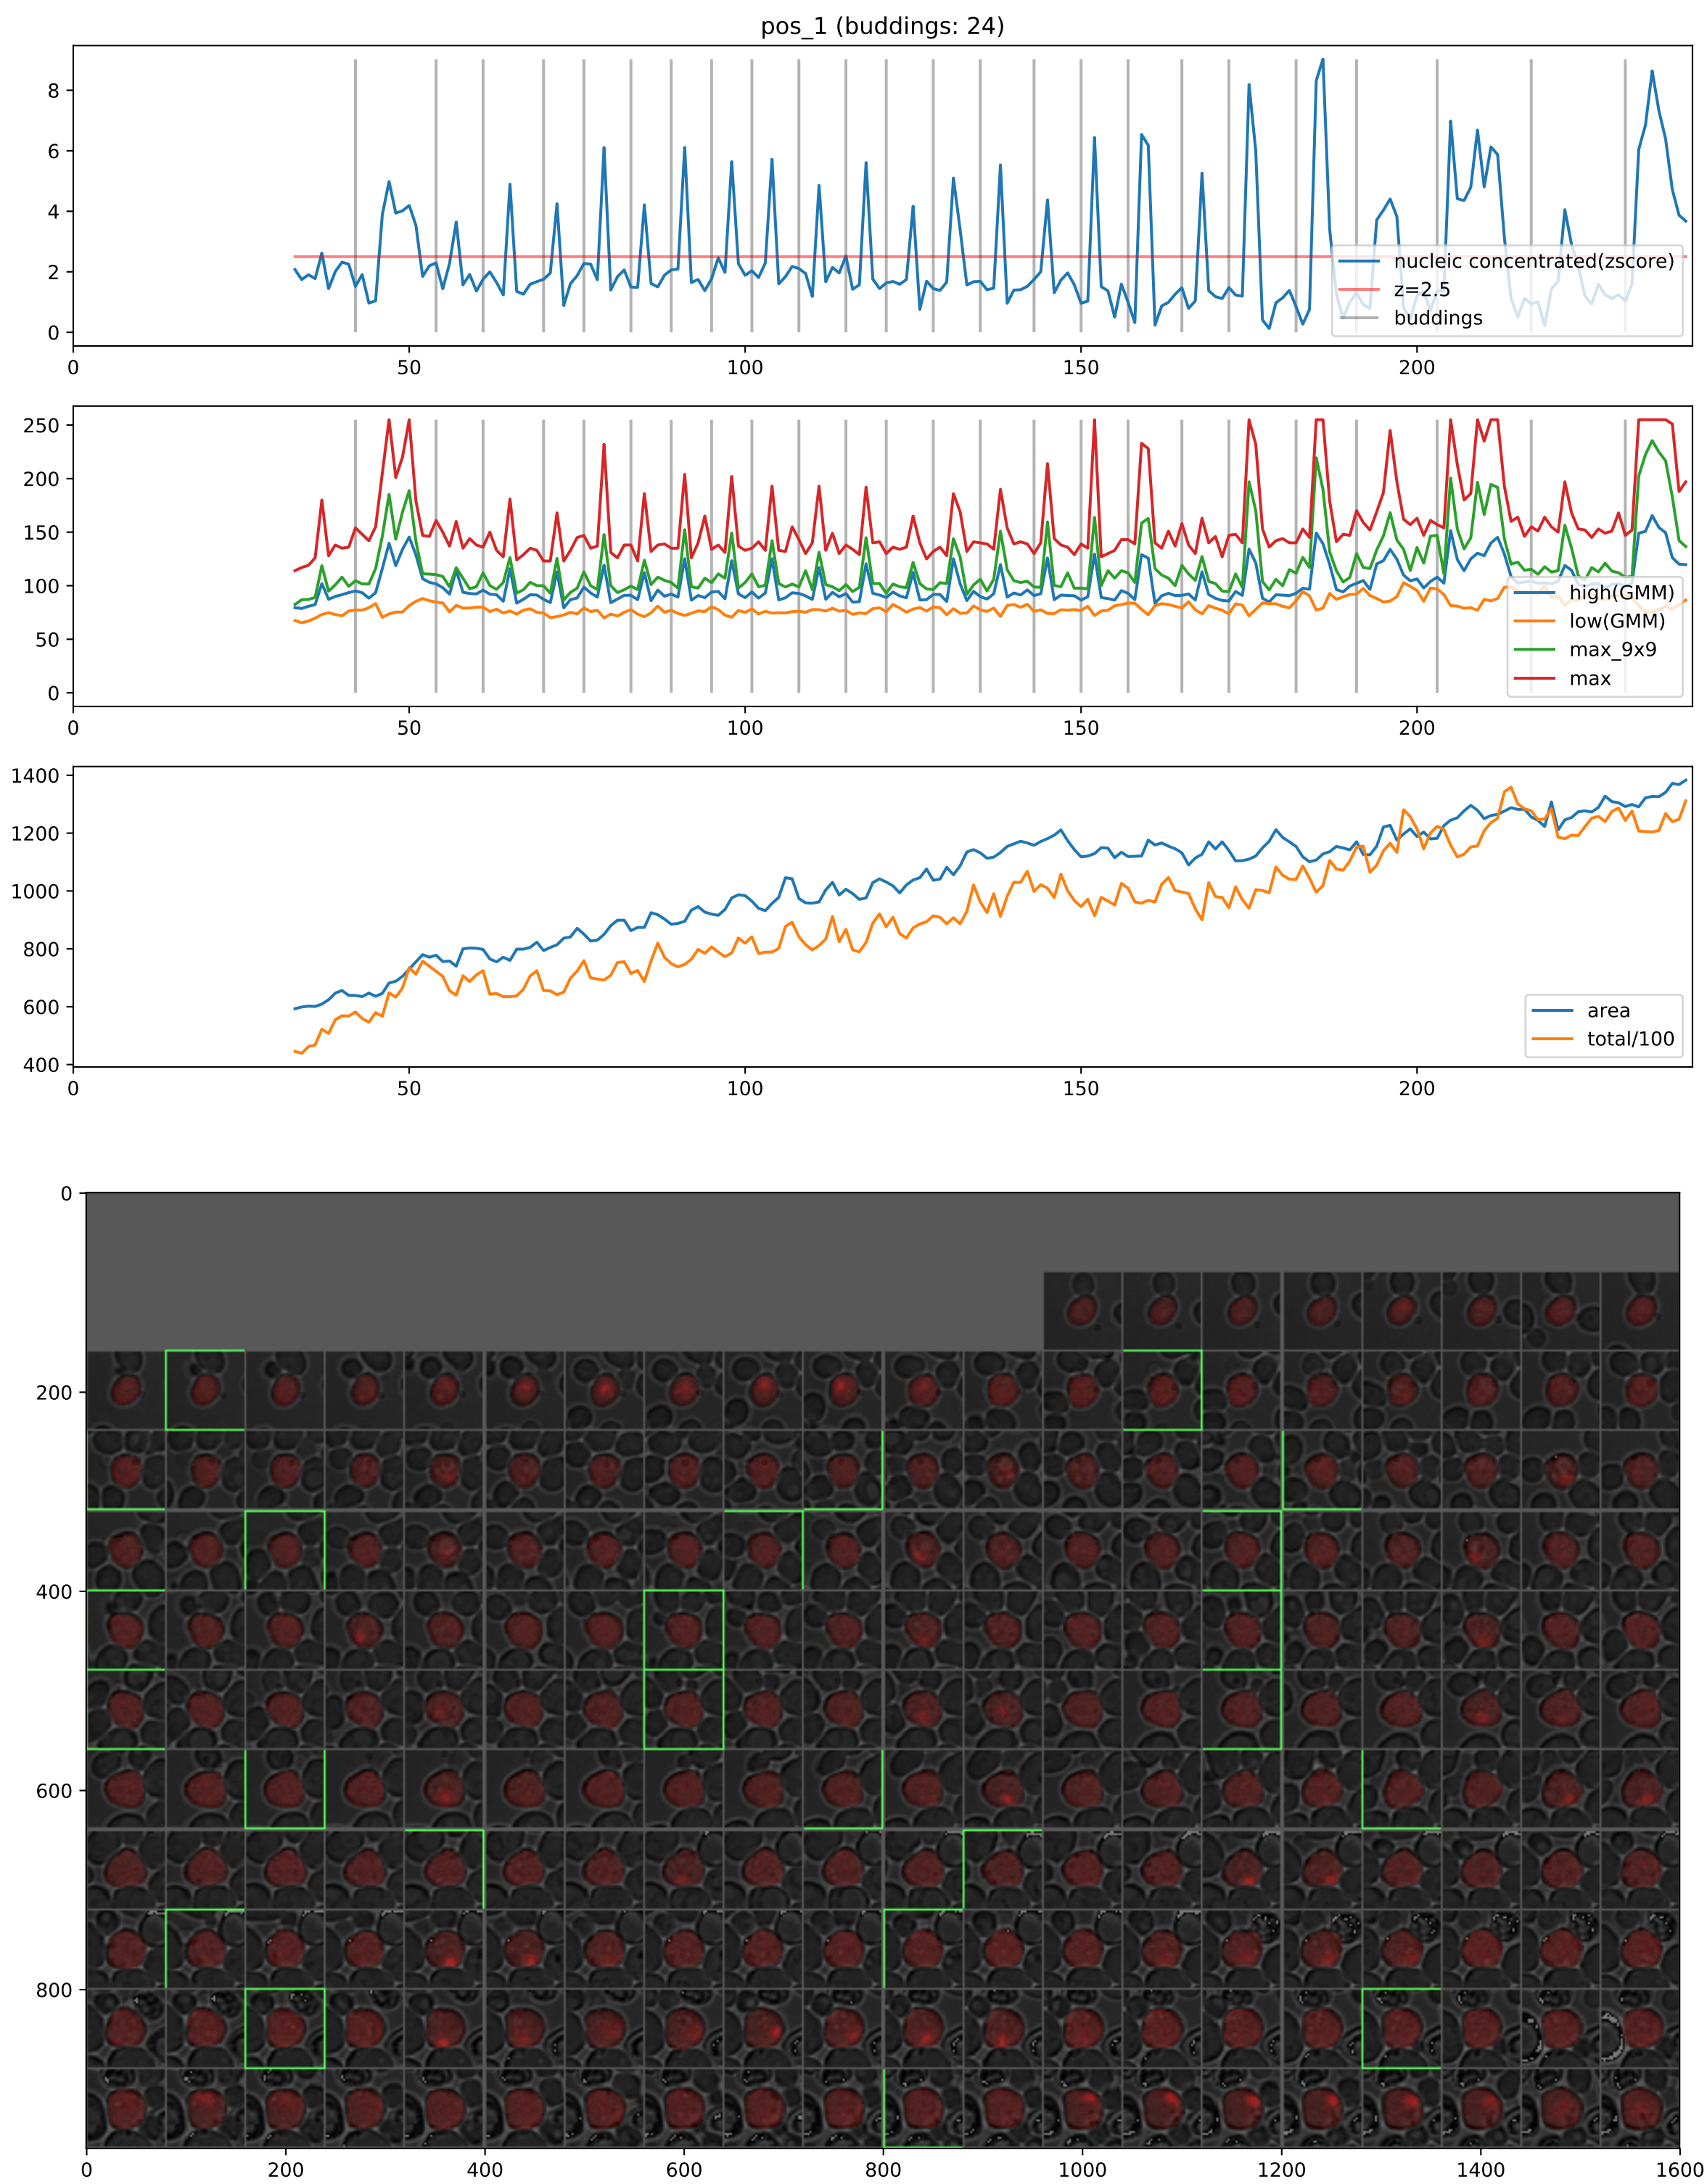 pos_1 (buddings: 24)
8
6
4
2
0
nucleic concentrated(zscore)
z=2.5
buddings
0 50 100 150 200
250
200
150
100
50
0
high(GMM)
low(GMM)
max_9x9
max
0 50 100 150 200
1400
1200
1000
800
600
400
area
total/100
0 50 100 150 200
0
200
400
600
800
0 200 400 600 800 1000 1200 1400 1600